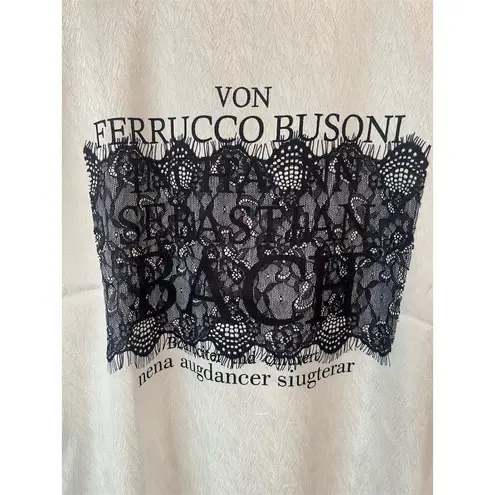 VON
FERRUCCO BUSONI
SEBASTIAN
BACH
nena augdancer siugterar